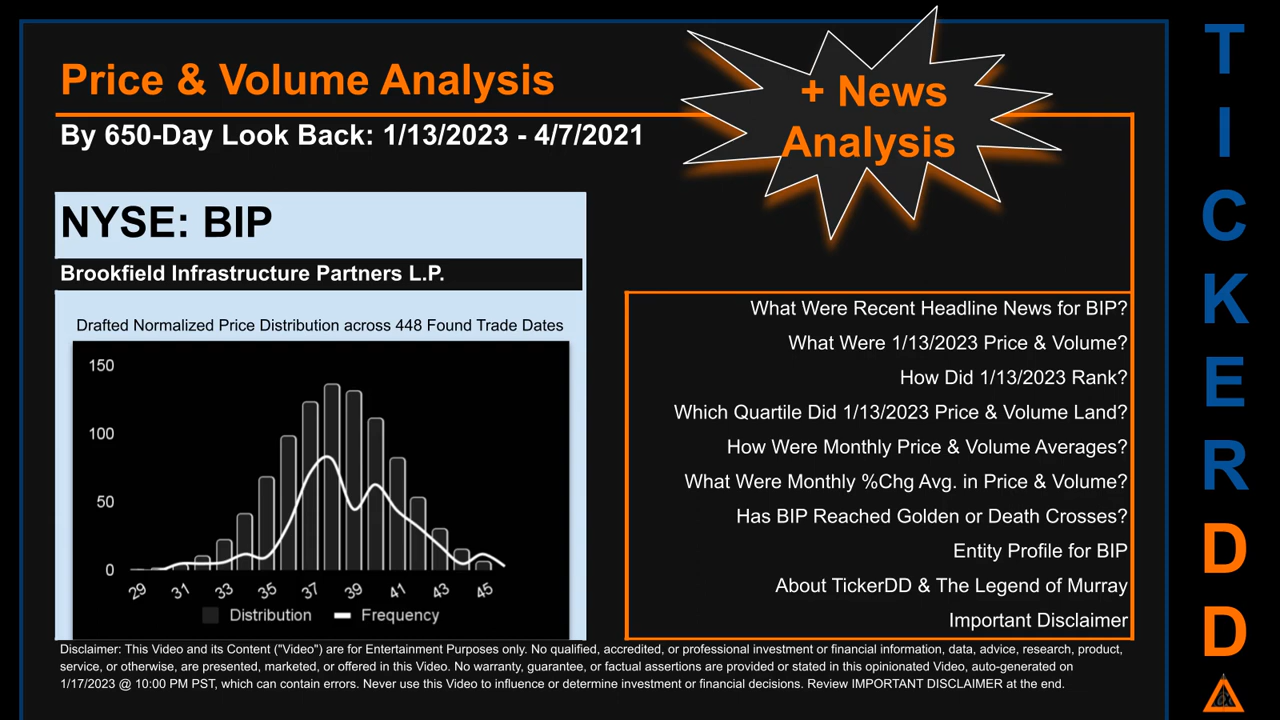 Price & Volume Analysis
+ News
Analysis
By 650-Day Look Back: 1/13/2023 - 4/7/2021
NYSE: BIP
Brookfield Infrastructure Partners L.P.
Drafted Normalized Price Distribution across 448 Found Trade Dates
150
100
50
0
29 31 33 35 37 39 41 43 45
Distribution Frequency
What Were Recent Headline News for BIP?
What Were 1/13/2023 Price & Volume?
How Did 1/13/2023 Rank?
Which Quartile Did 1/13/2023 Price & Volume Land?
How Were Monthly Price & Volume Averages?
What Were Monthly %Chg Avg. in Price & Volume?
Has BIP Reached Golden or Death Crosses?
Entity Profile for BIP
About TickerDD & The Legend of Murray
Important Disclaimer
Disclaimer: This Video and its Content ("Video") are for Entertainment Purposes only. No qualified, accredited, or professional investment or financial information, data, advice, research, product,
service, or otherwise, are presented, marketed, or offered in this Video. No warranty, guarantee, or factual assertions are provided or stated in this opinionated Video, auto-generated on
1/17/2023 @ 10:00 PM PST, which can contain errors. Never use this Video to influence or determine investment or financial decisions. Review IMPORTANT DISCLAIMER at the end.
T
I
C
K
E
R
D
D